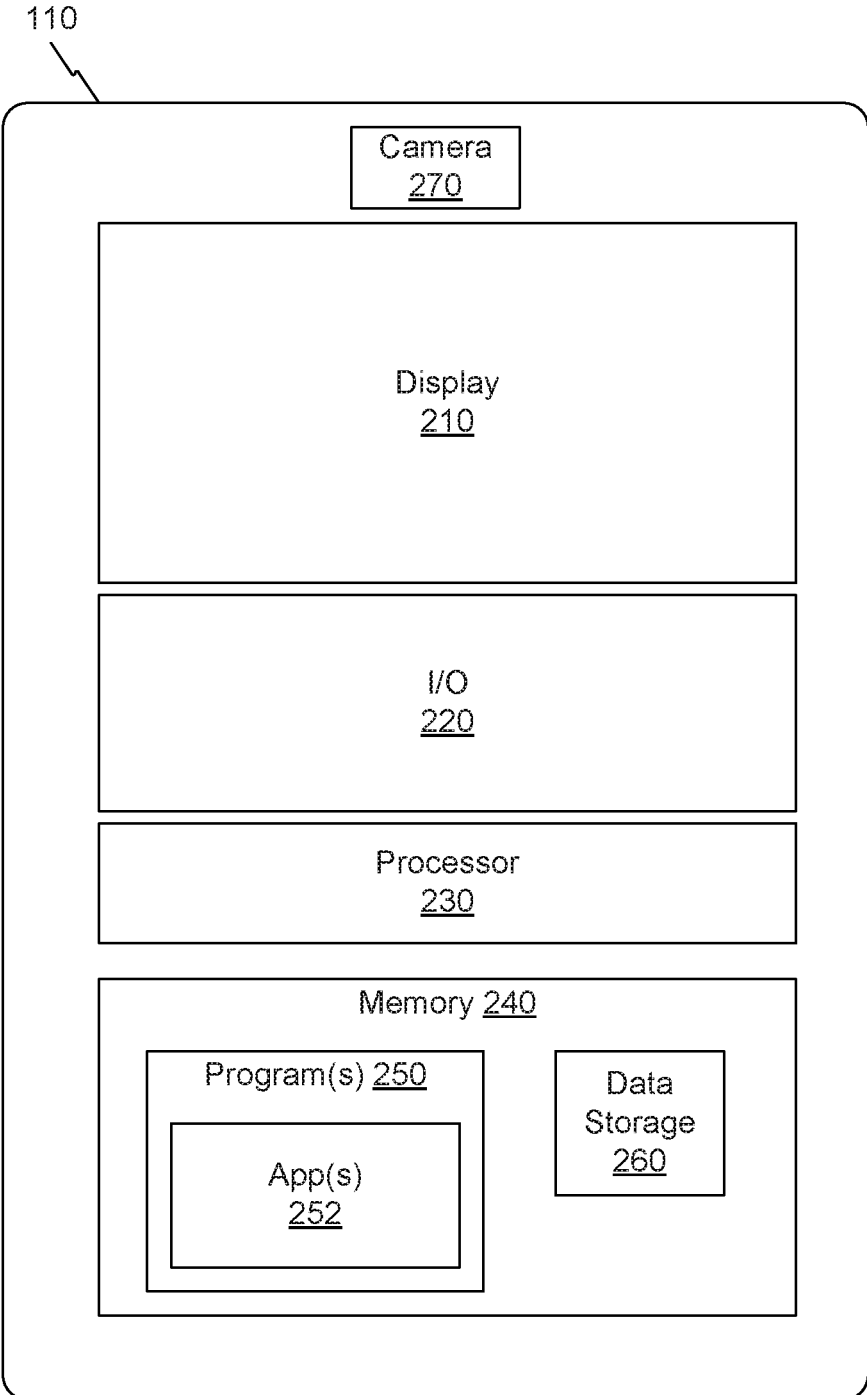 110
Camera
270
Display
210
I/O
220
Processor
230
Memory 240
Program(s) 250
App(s)
252
Data
Storage
260